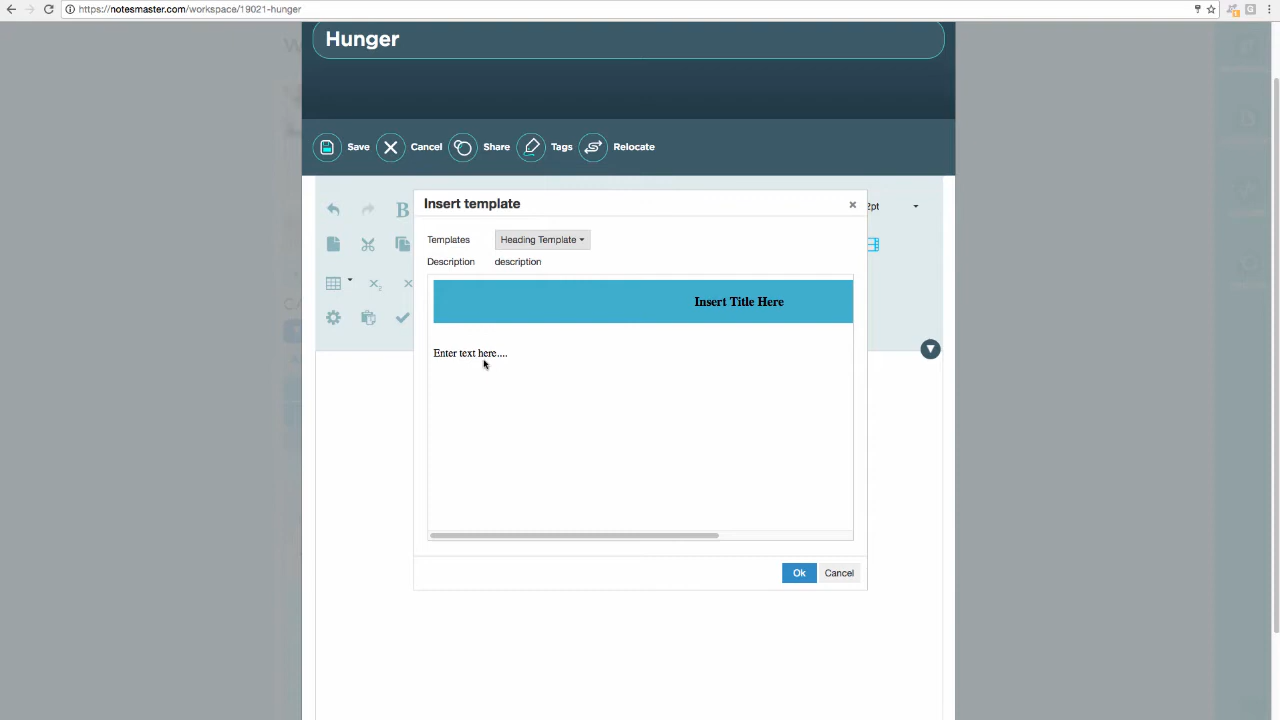 https://notesmaster.com/workspace/19021-hunger
Hunger
Save Cancel Share Tags Relocate
Insert template
B
2pt
Templates Heading Template
Description description
Insert Title Here
Enter text here....
Ok Cancel